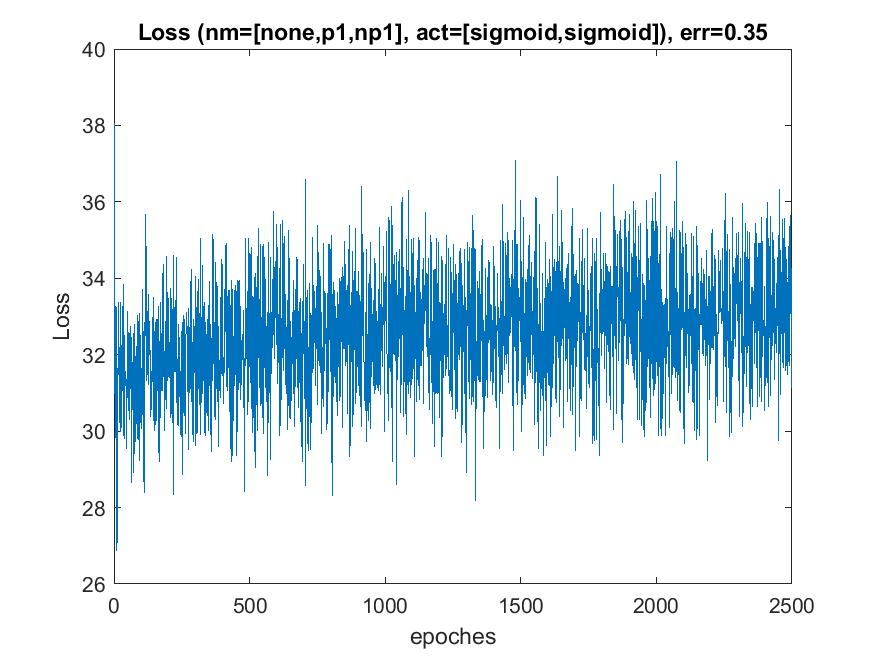 Loss (nm=[none,p1,np1], act=[sigmoid,sigmoid]), err=0.35
40
38
36
34
32
30
28
26
Loss
0 500 1000 1500 2000 2500
epoches